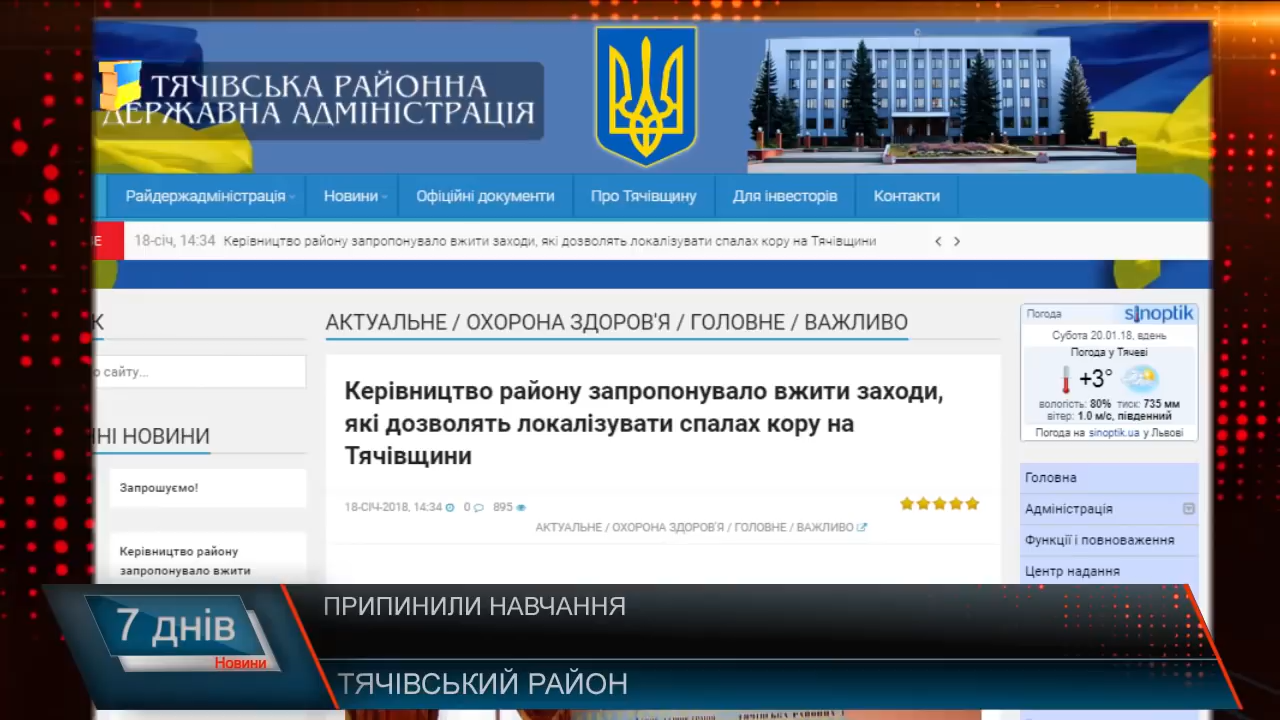 ТЯЧІВСЬКА РАЙОННА
ДЕРЖАВНА АДМІНІСТРАЦІЯ
Райдержадміністрація
Новини
Офіційні документи
Про Тячівщину
Для інвесторів
Контакти
18-січ, 14:34 Керівництво району запропонувало вжити заходи, які дозволять локалізувати спалах кору на Тячівщини
АКТУАЛЬНЕ / ОХОРОНА ЗДОРОВ'Я / ГОЛОВНЕ / ВАЖЛИВО
сайту...
НОВИНИ
Запрошуємо!
Керівництво району
запропонувало вжити
Керівництво району запропонувало вжити заходи,
які дозволять локалізувати спалах кору на
Тячівщини
18-СІЧ-2018, 14:34 0 895
АКТУАЛЬНЕ / ОХОРОНА ЗДОРОВ'Я / ГОЛОВНЕ / ВАЖЛИВО
Погода sinoptik
Субота 20.01.18, вдень
Погода у Тячеві
+3°
вологість: 80% тиск: 735 мм
вітер: 1.0 м/с, південний
Погода на sinoptik.ua у Львові
Головна
Адміністрація
Функції і повноваження
Центр надання
7 днів
Новини
ПРИПИНИЛИ НАВЧАННЯ
ТЯЧІВСЬКИЙ РАЙОН